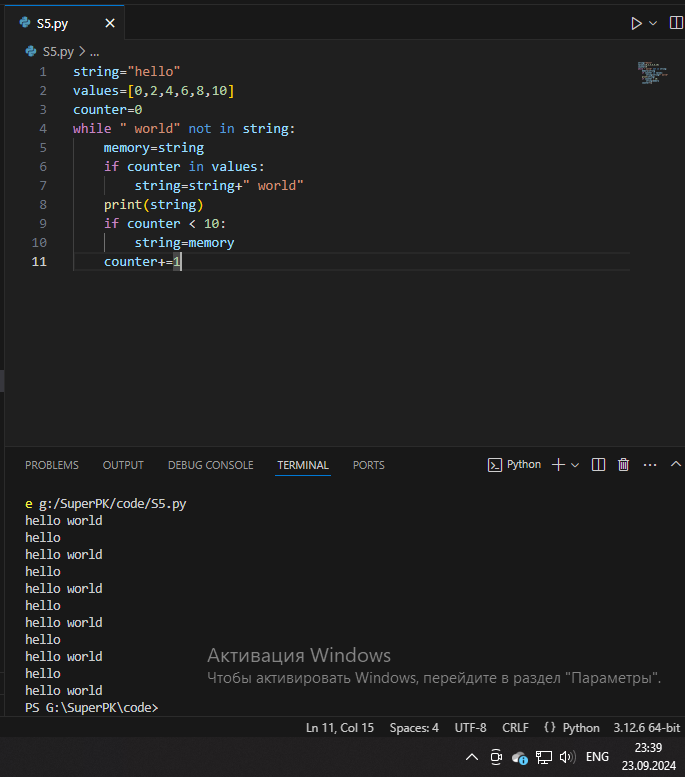 S5.py
S5.py > ...
1 string="hello"
2 values=[0,2,4,6,8,10]
3 counter=0
4 while " world" not in string:
5 memory=string
6 if counter in values:
7 string=string+" world"
8 print(string)
9 if counter < 10:
10 string=memory
11 counter+=1
PROBLEMS OUTPUT DEBUG CONSOLE TERMINAL PORTS Python
e g:/SuperPK/code/S5.py
hello world
hello
hello world
hello
hello world
hello
hello world
hello
hello world
hello
hello world
PS G:\SuperPK\code>
Активация Windows
Чтобы активировать Windows, перейдите в раздел "Параметры".
Ln 11, Col 15 Spaces: 4 UTF-8 CRLF {} Python 3.12.6 64-bit
ENG
23:39
23.09.2024